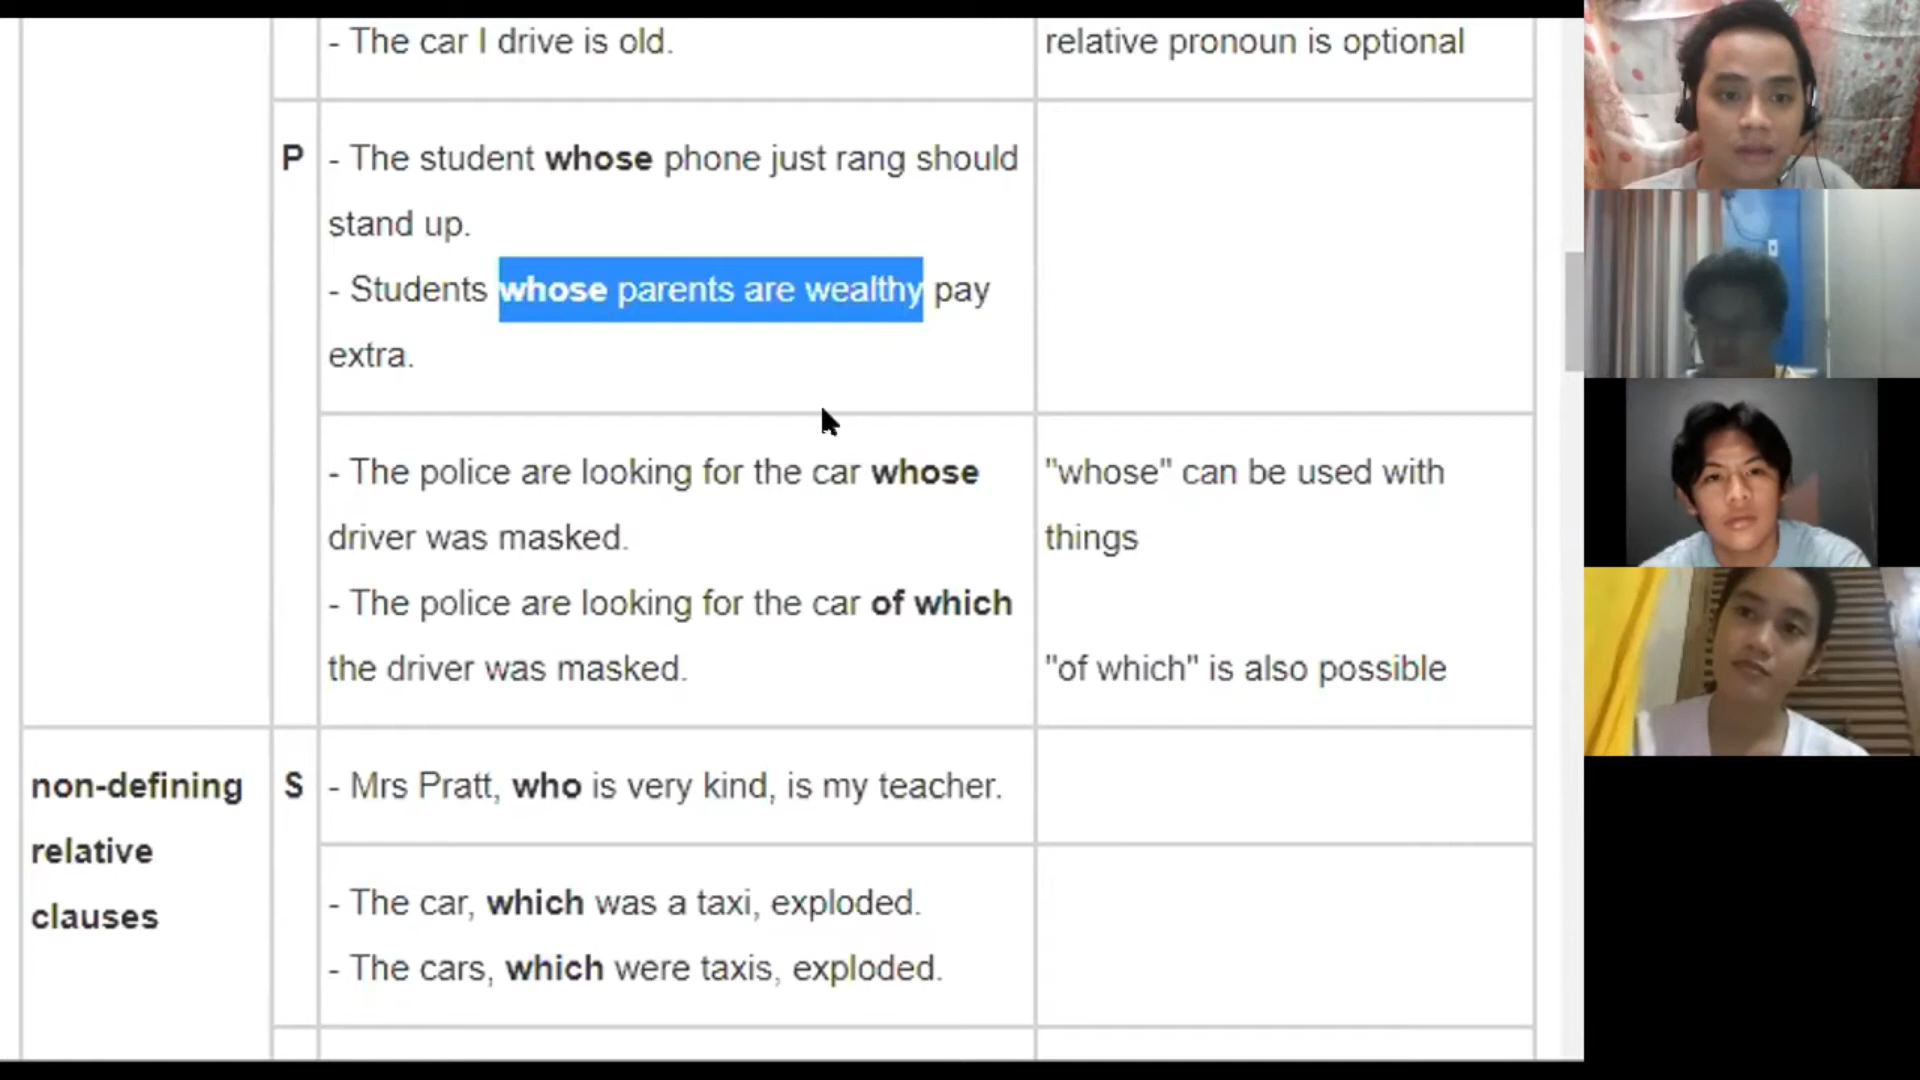 - The car I drive is old.
relative pronoun is optional
P
- The student whose phone just rang should
stand up.
- Students whose parents are wealthy pay
extra.
- The police are looking for the car whose
driver was masked.
- The police are looking for the car of which
the driver was masked.
"whose" can be used with
things
"of which" is also possible
non-defining
relative
clauses
S
- Mrs Pratt, who is very kind, is my teacher.
- The car, which was a taxi, exploded.
- The cars, which were taxis, exploded.